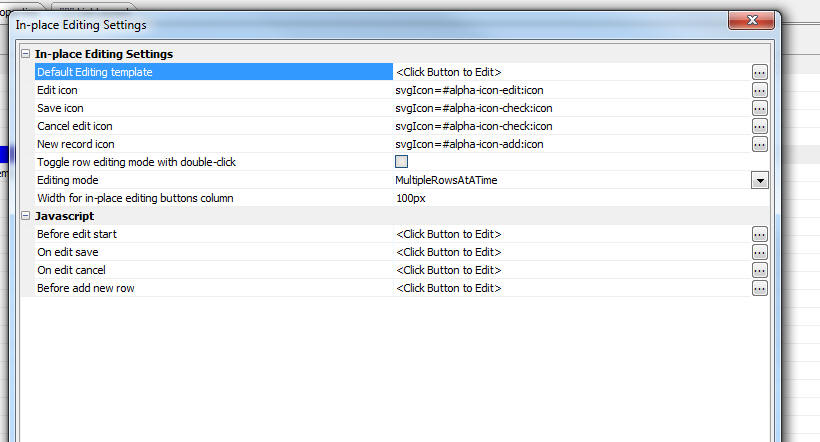 In-place Editing Settings
In-place Editing Settings
Default Editing template <Click Button to Edit>
Edit icon svgIcon=#alpha-icon-edit:icon
Save icon svgIcon=#alpha-icon-check:icon
Cancel edit icon svgIcon=#alpha-icon-check:icon
New record icon svgIcon=#alpha-icon-add:icon
Toggle row editing mode with double-click
Editing mode MultipleRowsAtATime
Width for in-place editing buttons column 100px
Javascript
Before edit start <Click Button to Edit>
On edit save <Click Button to Edit>
On edit cancel <Click Button to Edit>
Before add new row <Click Button to Edit>